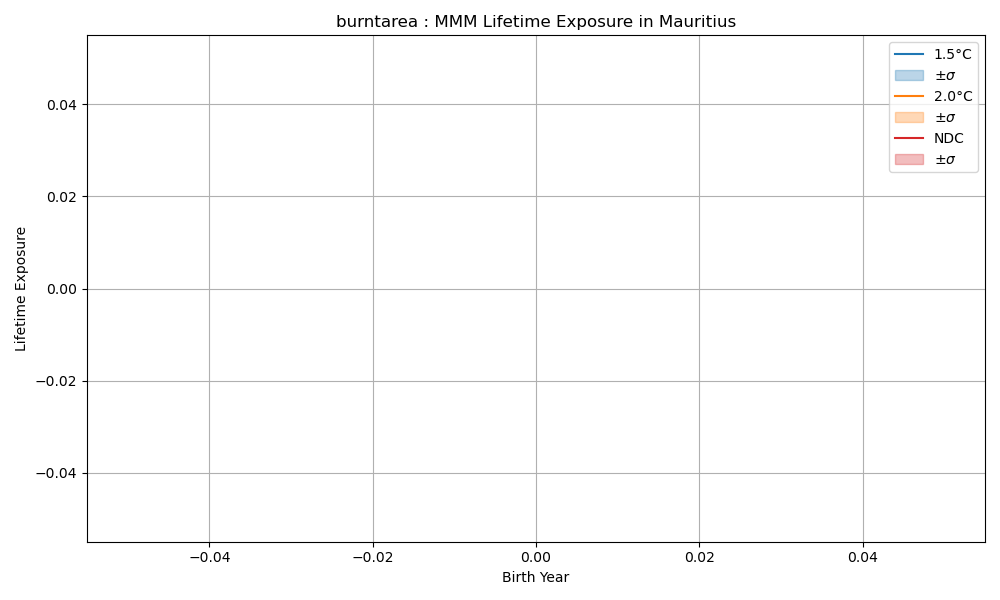 burntarea : MMM Lifetime Exposure in Mauritius
1.5°C
±σ
2.0°C
±σ
NDC
±σ
Lifetime Exposure
0.04
0.02
0.00
−0.02
−0.04
−0.04
−0.02
0.00
0.02
0.04
Birth Year